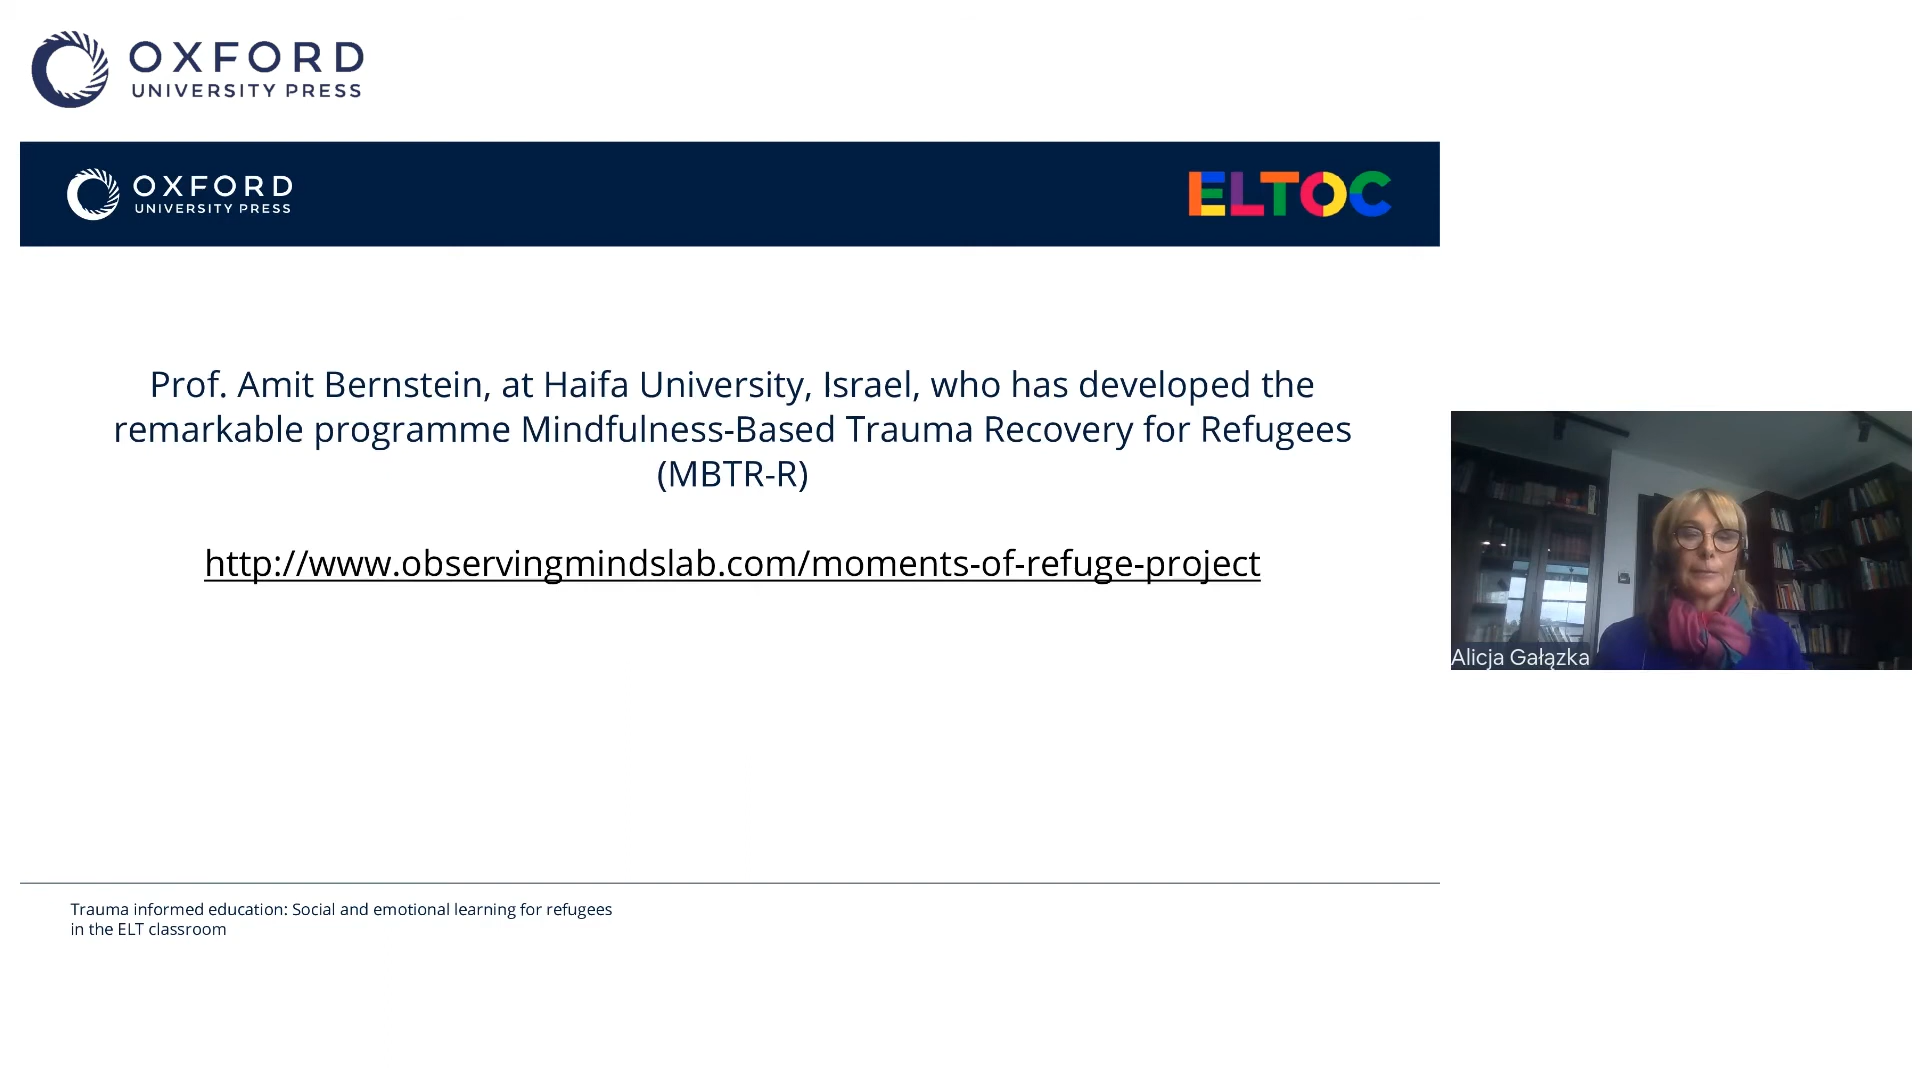 OXFORD
UNIVERSITY PRESS
OXFORD
UNIVERSITY PRESS
ELTOC
Prof. Amit Bernstein, at Haifa University, Israel, who has developed the
remarkable programme Mindfulness-Based Trauma Recovery for Refugees
(MBTR-R)
http://www.observingmindslab.com/moments-of-refuge-project
Alicja Gałązka
Trauma informed education: Social and emotional learning for refugees
in the ELT classroom